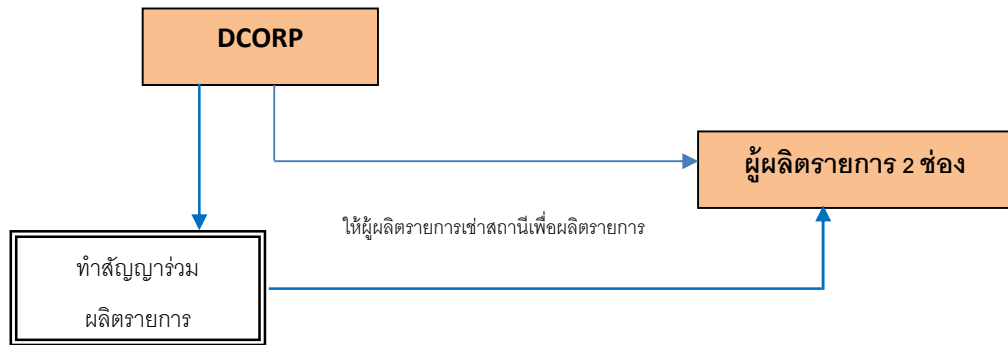 DCORP
ผู้ผลิตรายการ 2 ช่อง
ให้ผู้ผลิตรายการเช่าสถานีเพื่อผลิตรายการ
ทำสัญญาร่วม
ผลิตรายการ